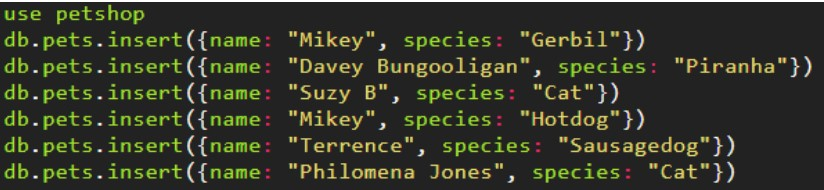 use petshop
db.pets.insert({name: "Mikey", species: "Gerbil"})
db.pets.insert({name: "Davey Bungooligan", species: "Piranha"})
db.pets.insert({name: "Suzy B", species: "Cat"})
db.pets.insert({name: "Mikey", species: "Hotdog"})
db.pets.insert({name: "Terrence", species: "Sausagedog"})
db.pets.insert({name: "Philomena Jones", species: "Cat"})